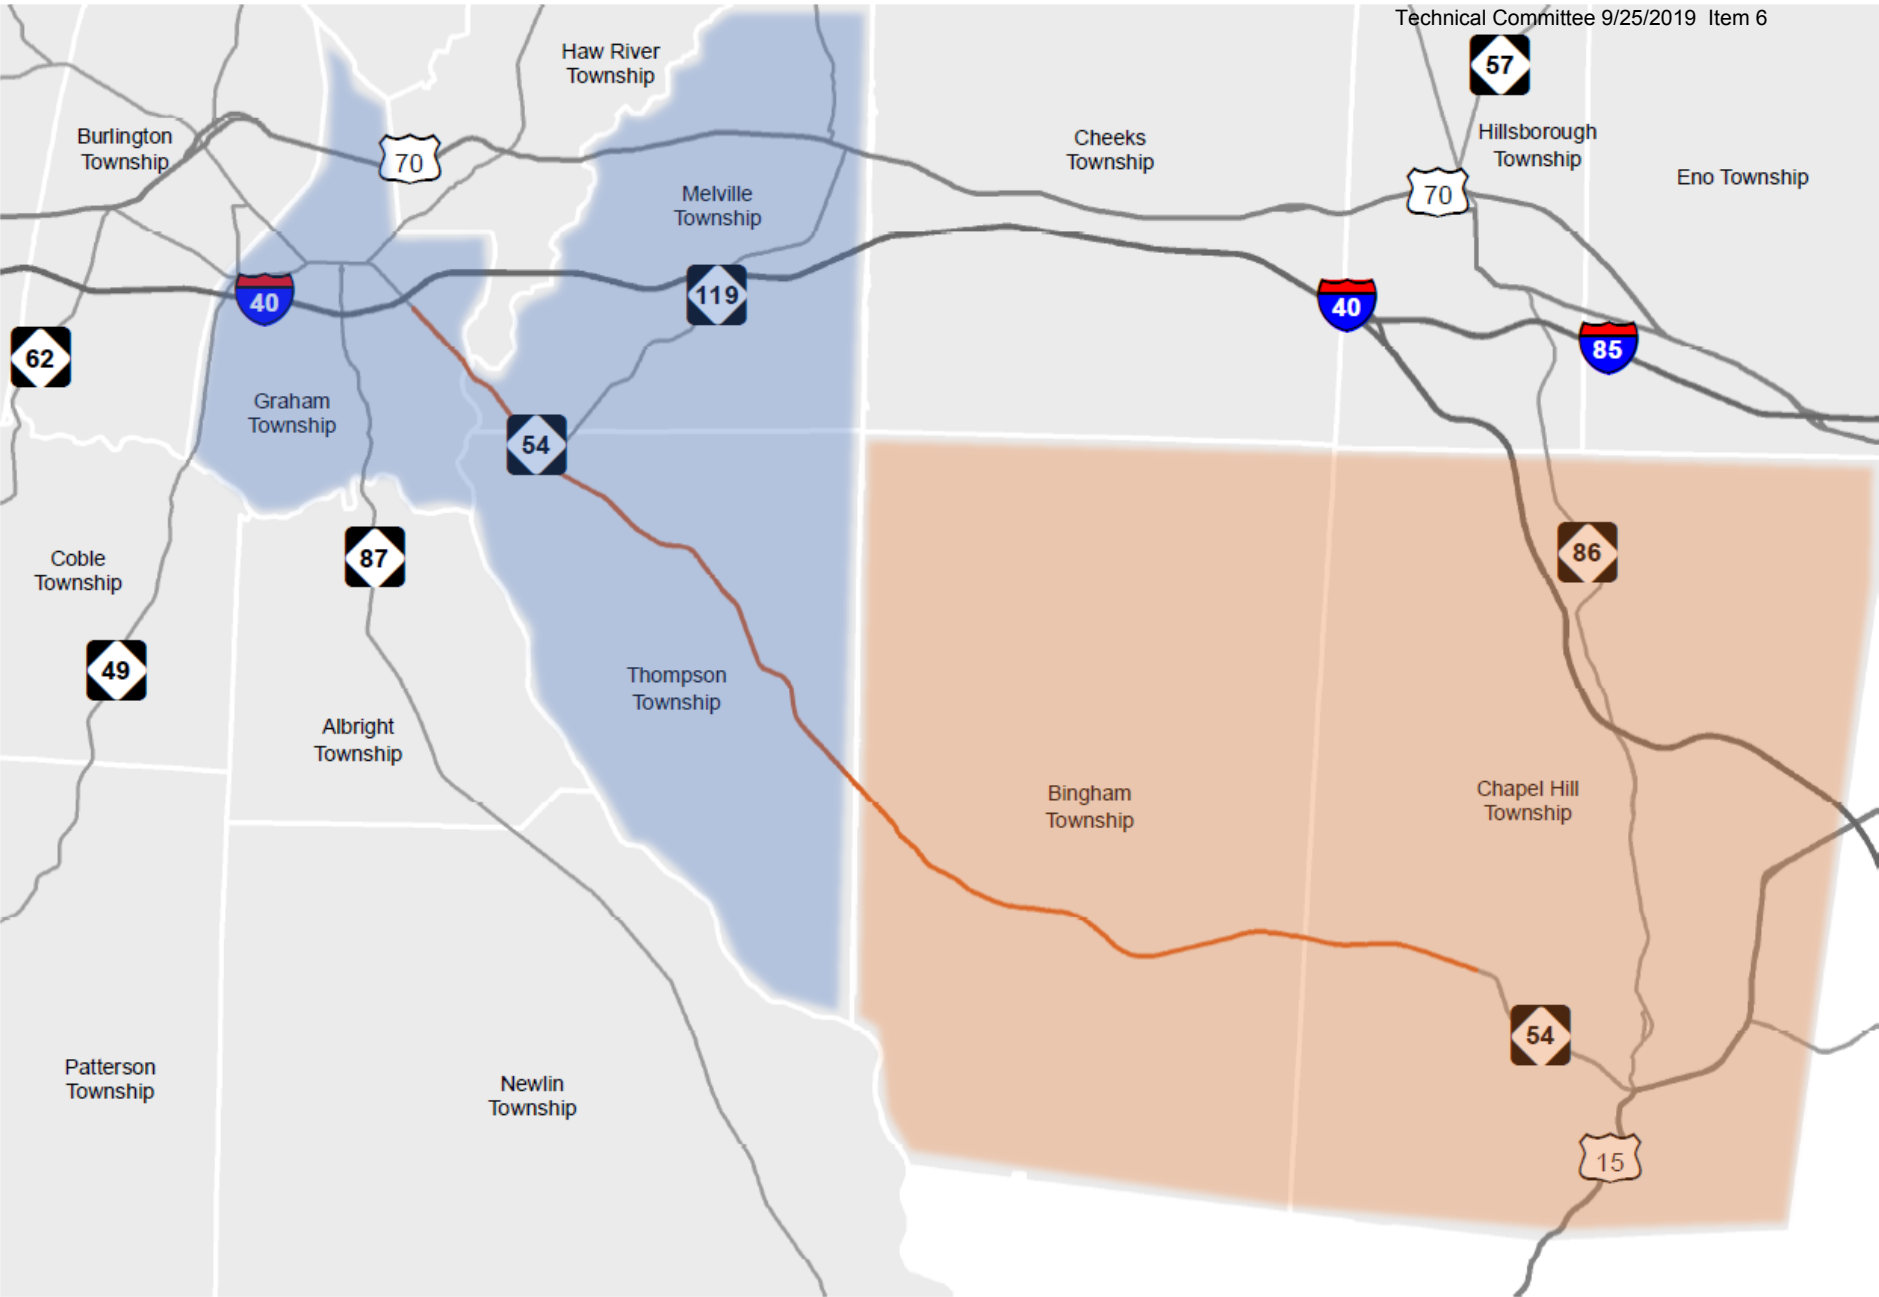 Technical Committee 9/25/2019  Item 6
57
Haw River
Township
Burlington
Township
70
Cheeks
Township
Hillsborough
Township
Eno Township
Melville
Township
70
119
40
40
62
85
Graham
Township
54
87
86
Coble
Township
49
Thompson
Township
Albright
Township
Bingham
Township
Chapel Hill
Township
54
Patterson
Township
Newlin
Township
15